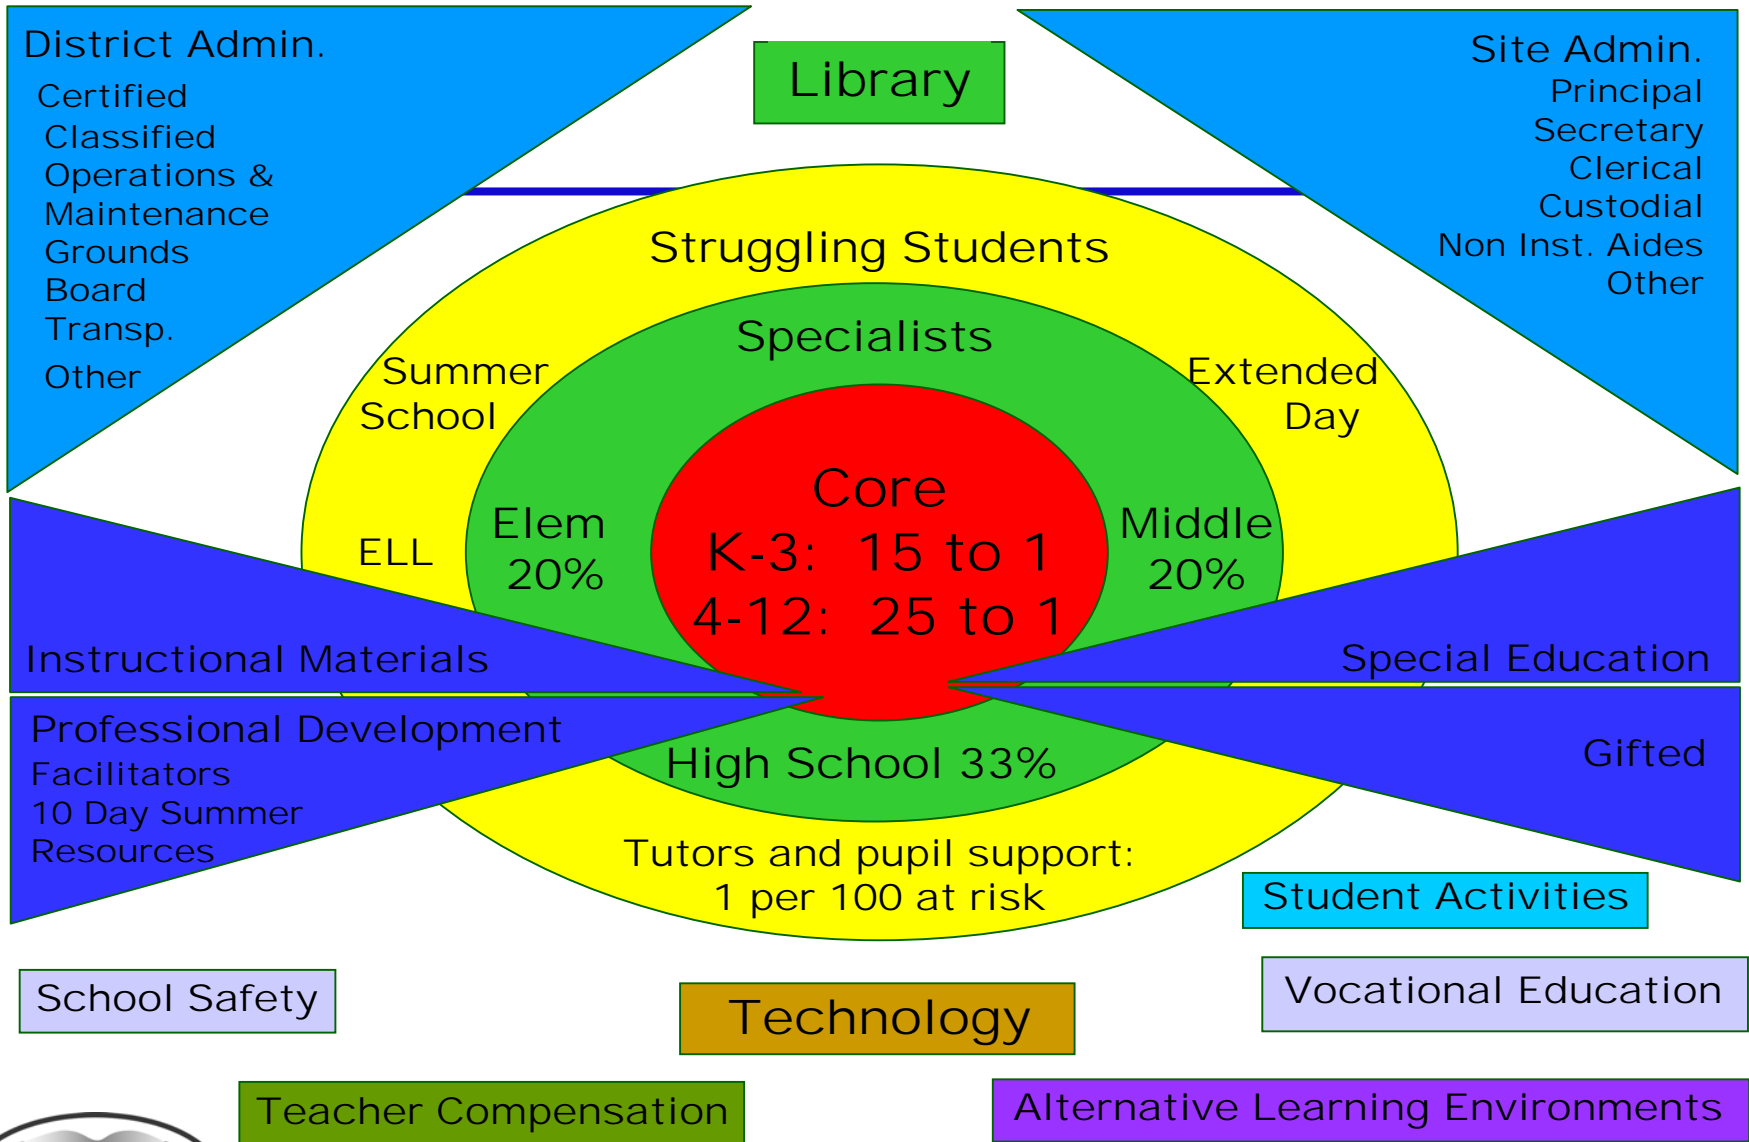 District Admin.
Certified
Classified
Operations &
Maintenance
Grounds
Board
Transp.
Other
Library
Site Admin.
Principal
Secretary
Clerical
Custodial
Non Inst. Aides
Other
Struggling Students
Specialists
Summer
School
Extended
Day
ELL
Elem
20%
Core
K-3: 15 to 1
4-12: 25 to 1
Middle
20%
Instructional Materials
Special Education
Professional Development
Facilitators
10 Day Summer
Resources
High School 33%
Gifted
Tutors and pupil support:
1 per 100 at risk
Student Activities
School Safety
Technology
Vocational Education
Teacher Compensation
Alternative Learning Environments